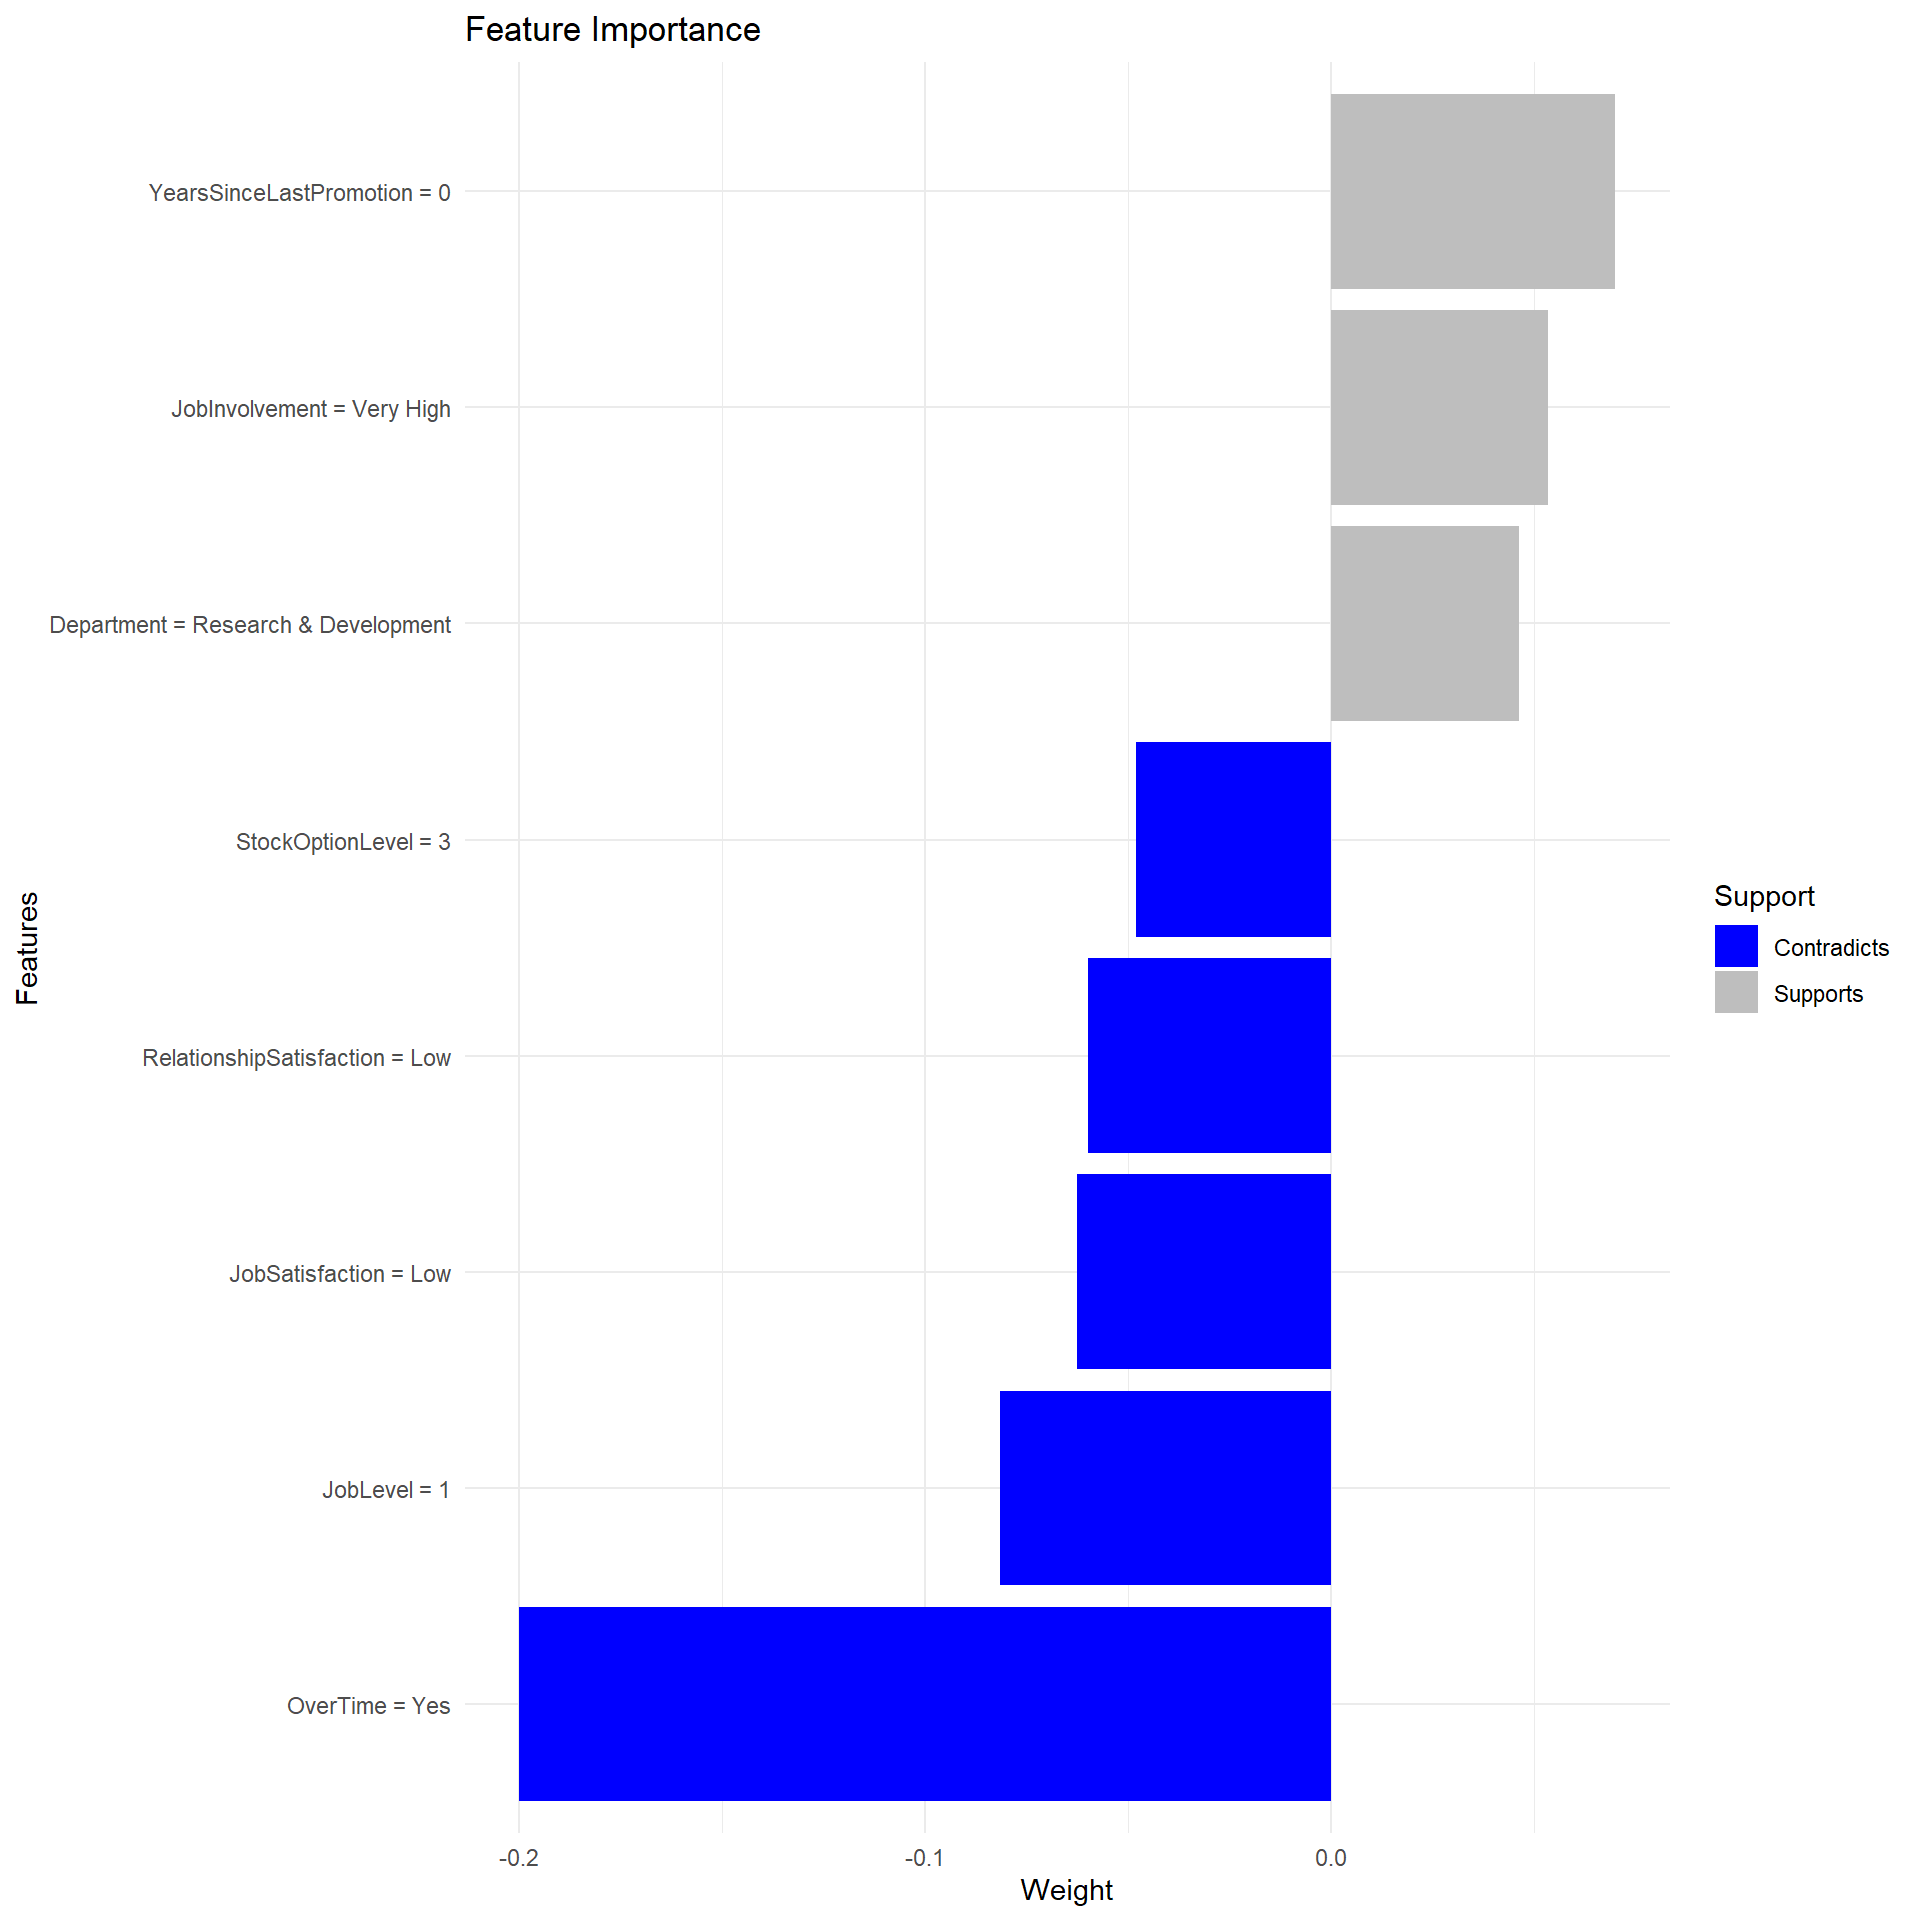 Feature Importance
YearsSinceLastPromotion = 0
JobInvolvement = Very High
Department = Research & Development
StockOptionLevel = 3
RelationshipSatisfaction = Low
JobSatisfaction = Low
JobLevel = 1
OverTime = Yes
Features
-0.2
-0.1
0.0
Weight
Support
Contradicts
Supports